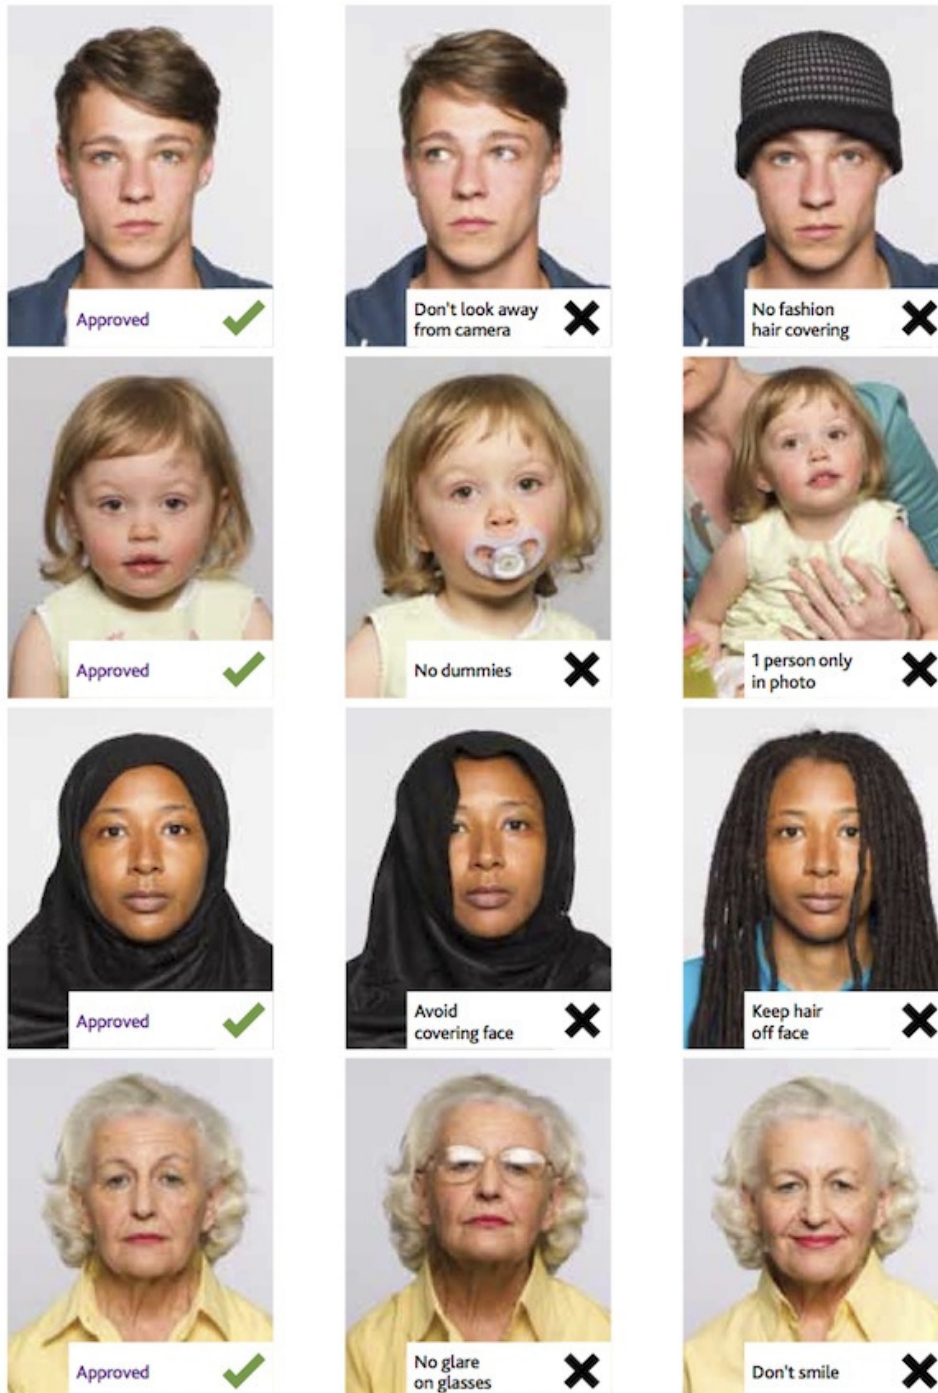 Approved
Don't look away
from camera
No fashion
hair covering
Approved
No dummies
1 person only
in photo
Approved
Avoid
covering face
Keep hair
off face
Approved
No glare
on glasses
Don't smile